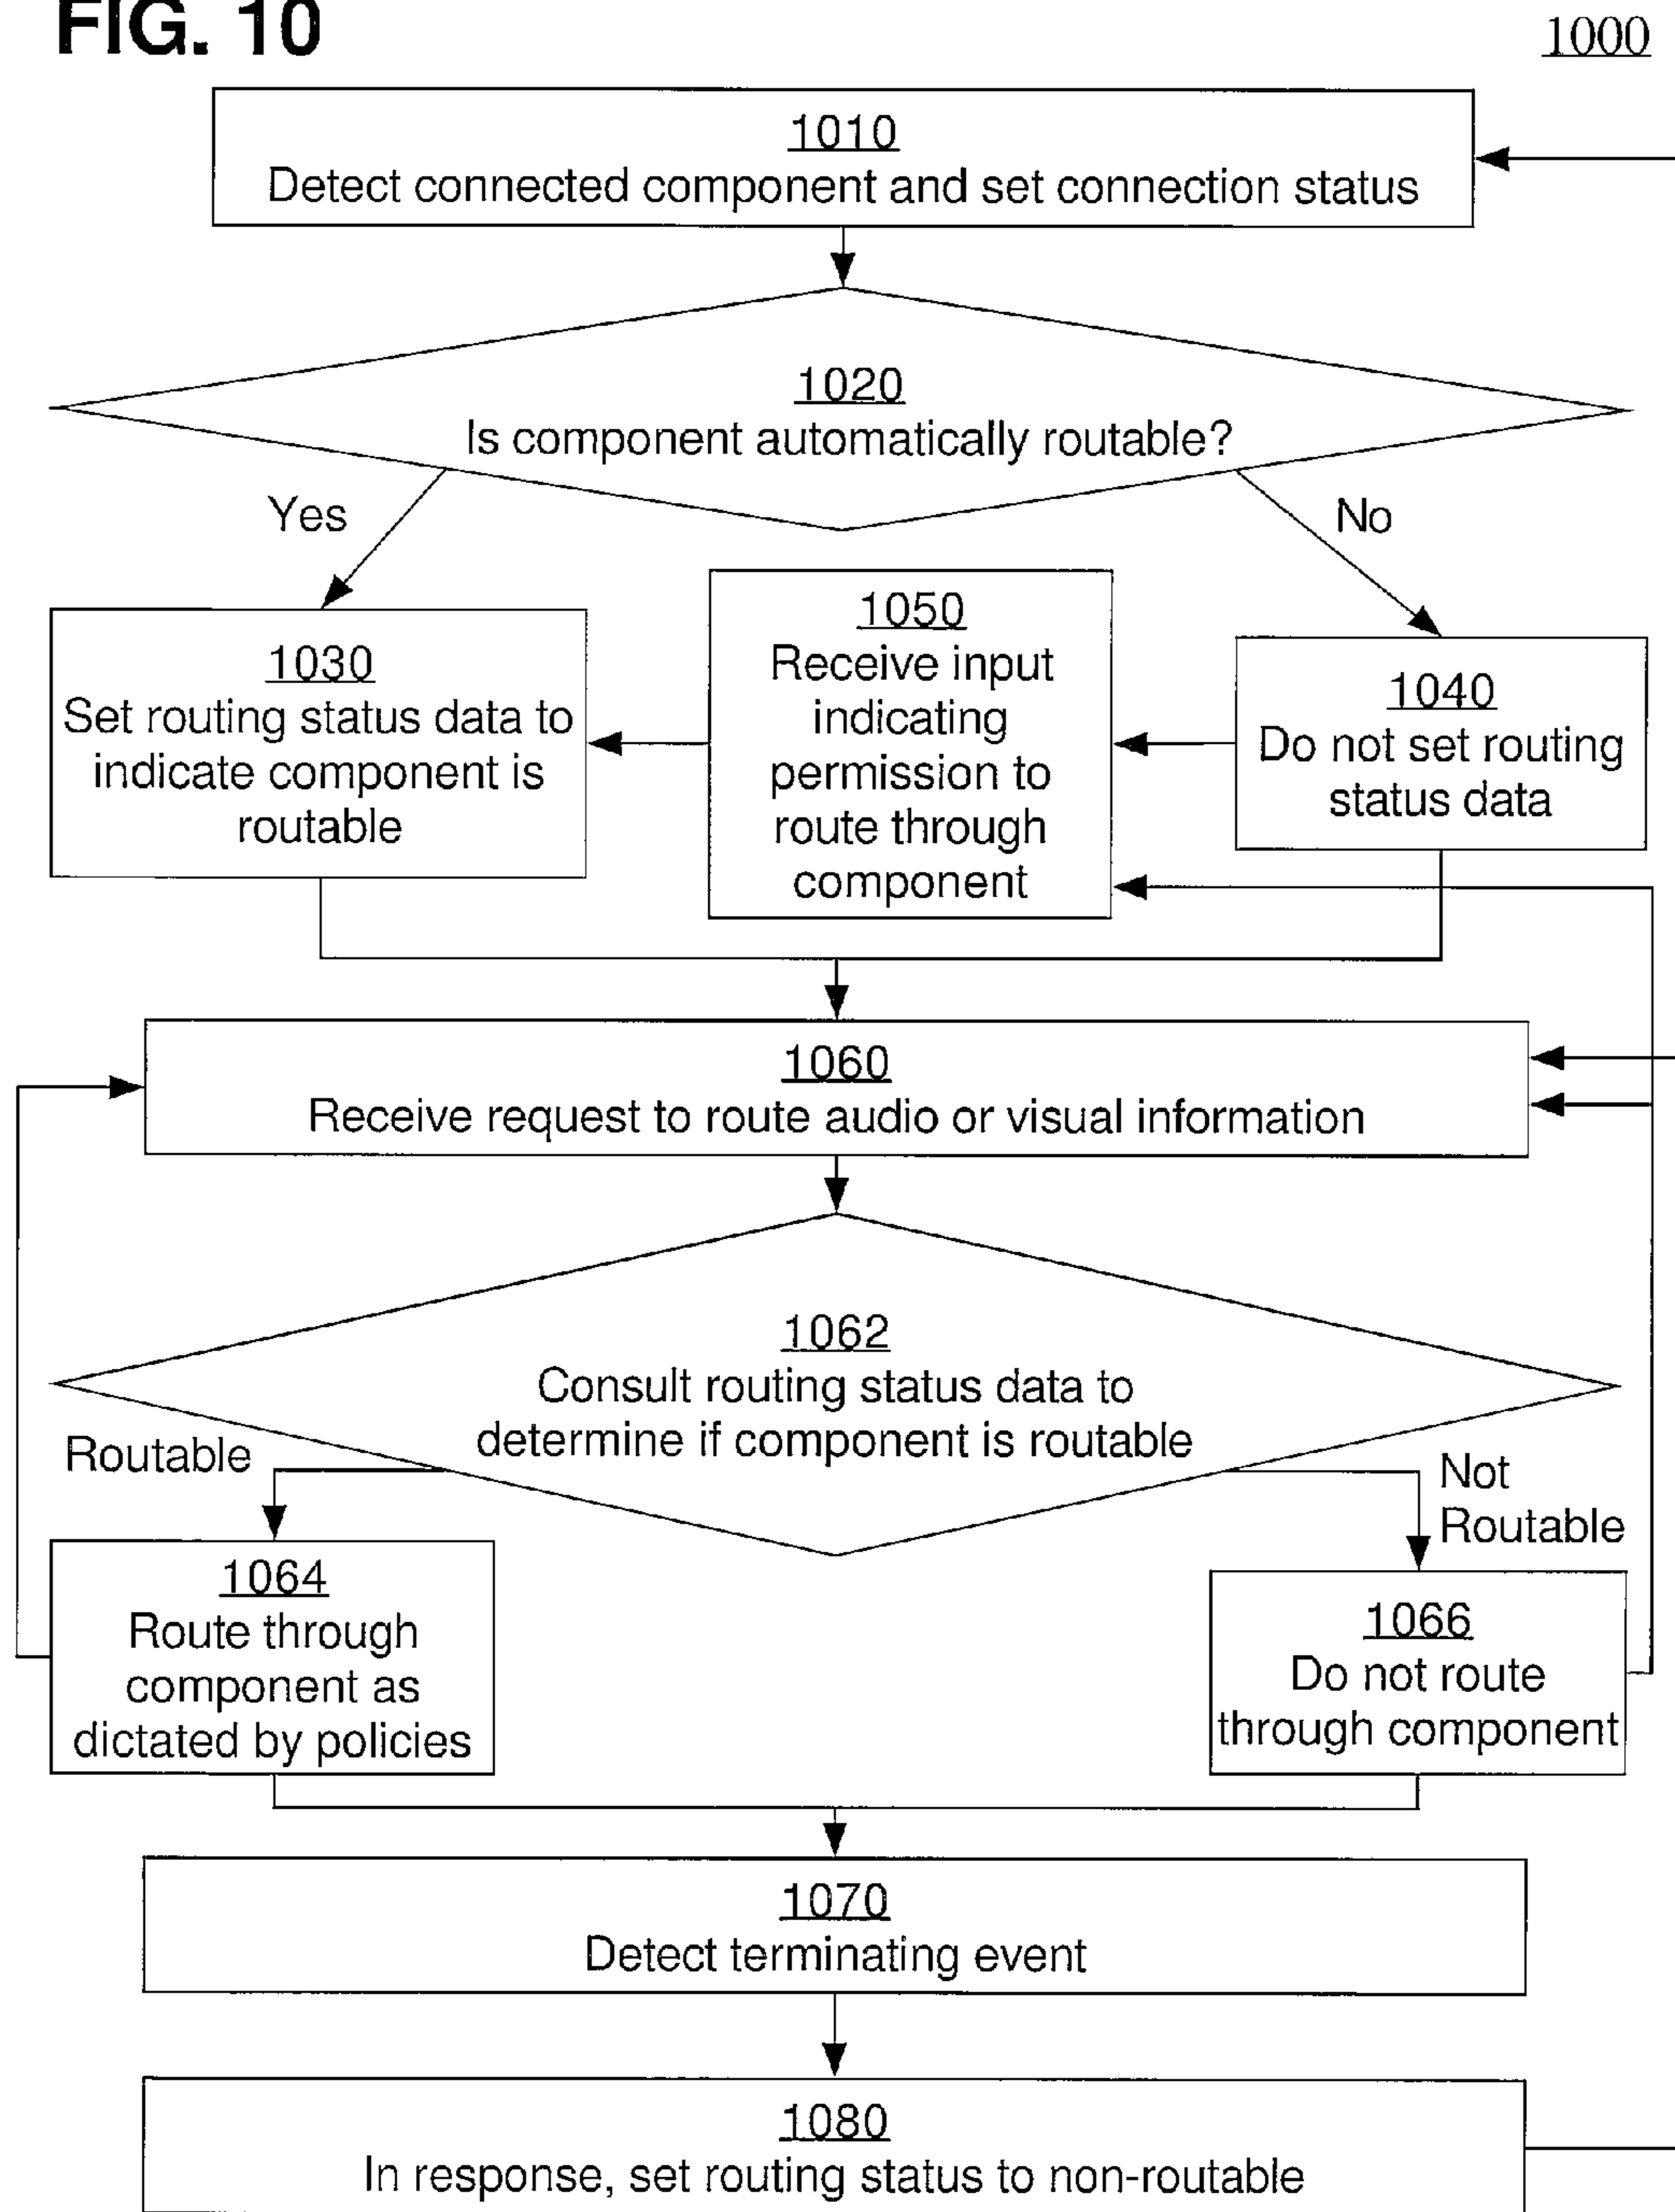 FIG. 10
1000
1010
Detect connected component and set connection status
1020
Is component automatically routable?
Yes
No
1030
Set routing status data to
indicate component is
routable
1050
Receive input
indicating
permission to
route through
component
1040
Do not set routing
status data
1060
Receive request to route audio or visual information
1062
Consult routing status data to
determine if component is routable
Routable
Not
Routable
1064
Route through
component as
dictated by policies
1066
Do not route
through component
1070
Detect terminating event
1080
In response, set routing status to non-routable